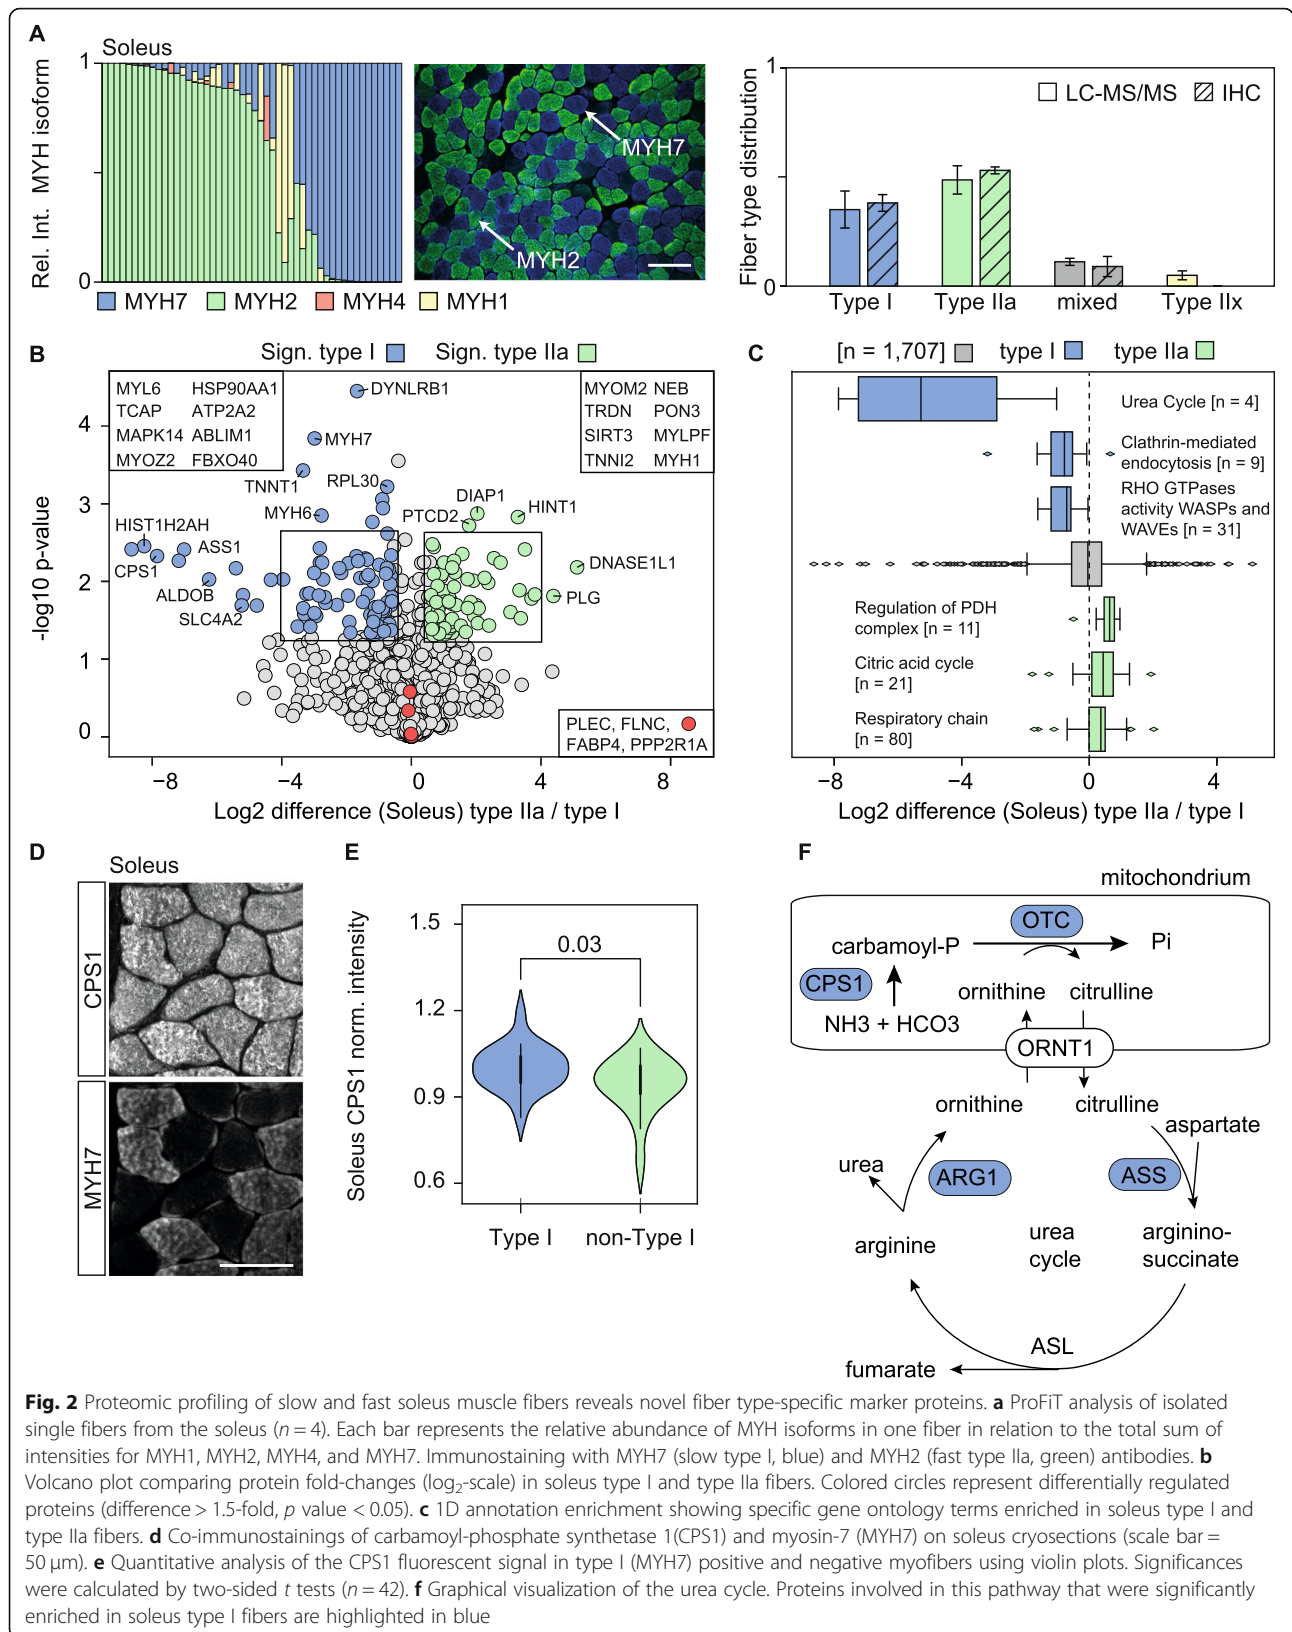 A
Soleus
1
0
Rel. Int. MYH isoform
MYH7 MYH2 MYH4 MYH1
MYH7
MYH2
1
0
Fiber type distribution
LC-MS/MS IHC
Type I Type IIa mixed Type IIx
B
Sign. type I Sign. type IIa
MYL6 HSP90AA1
TCAP ATP2A2
MAPK14 ABLIM1
MYOZ2 FBXO40
MYOM2 NEB
TRDN PON3
SIRT3 MYLPF
TNNI2 MYH1
DYNLRB1
MYH7
TNNT1
RPL30
MYH6
DIAP1
HINT1
PTCD2
HIST1H2AH
ASS1
CPS1
ALDOB
SLC4A2
DNASE1L1
PLG
PLEC, FLNC,
FABP4, PPP2R1A
4
3
2
1
0
-log10 p-value
−8 −4 0 4 8
Log2 difference (Soleus) type IIa / type I
C
[n = 1,707] type I type IIa
Urea Cycle [n = 4]
Clathrin-mediated
endocytosis [n = 9]
RHO GTPases
activity WASPs and
WAVEs [n = 31]
Regulation of PDH
complex [n = 11]
Citric acid cycle
[n = 21]
Respiratory chain
[n = 80]
−8 −4 0 4
Log2 difference (Soleus) type IIa / type I
D
Soleus
CPS1
MYH7
E
Soleus CPS1 norm. intensity
1.5
1.2
0.9
0.6
0.03
Type I non-Type I
F
mitochondrium
OTC
carbamoyl-P Pi
CPS1
ornithine citrulline
NH3 + HCO3
ORNT1
ornithine citrulline
aspartate
urea
ARG1 ASS
arginine
urea
cycle
arginino-
succinate
ASL
fumarate
Fig. 2 Proteomic profiling of slow and fast soleus muscle fibers reveals novel fiber type-specific marker proteins. a ProFiT analysis of isolated
single fibers from the soleus (n = 4). Each bar represents the relative abundance of MYH isoforms in one fiber in relation to the total sum of
intensities for MYH1, MYH2, MYH4, and MYH7. Immunostaining with MYH7 (slow type I, blue) and MYH2 (fast type IIa, green) antibodies. b
Volcano plot comparing protein fold-changes (log2-scale) in soleus type I and type IIa fibers. Colored circles represent differentially regulated
proteins (difference > 1.5-fold, p value < 0.05). c 1D annotation enrichment showing specific gene ontology terms enriched in soleus type I and
type IIa fibers. d Co-immunostainings of carbamoyl-phosphate synthetase 1(CPS1) and myosin-7 (MYH7) on soleus cryosections (scale bar =
50 μm). e Quantitative analysis of the CPS1 fluorescent signal in type I (MYH7) positive and negative myofibers using violin plots. Significances
were calculated by two-sided t tests (n = 42). f Graphical visualization of the urea cycle. Proteins involved in this pathway that were significantly
enriched in soleus type I fibers are highlighted in blue